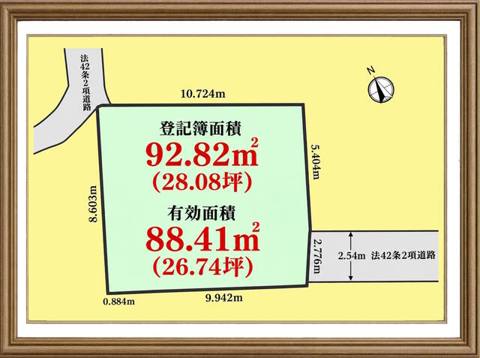 法42条2項道路
N
10.724m
登記簿面積
92.82㎡
(28.08坪)
5.404m
8.603m
有効面積
88.41㎡
(26.74坪)
2.776m
2.54m 法42条2項道路
0.884m
9.942m